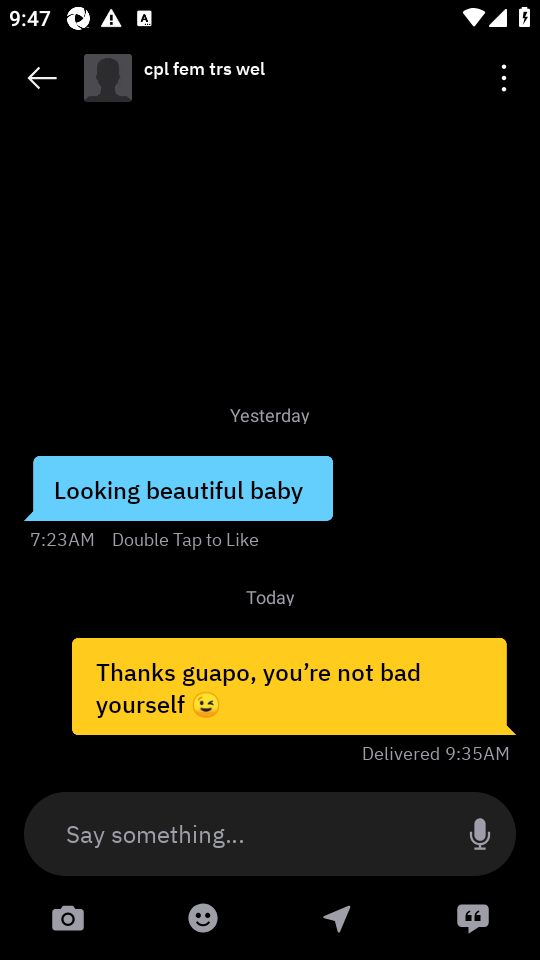 9:47
cpl fem trs wel
Yesterday
Looking beautiful baby
7:23AM Double Tap to Like
Today
Thanks guapo, you’re not bad
yourself 😉
Delivered 9:35AM
Say something...